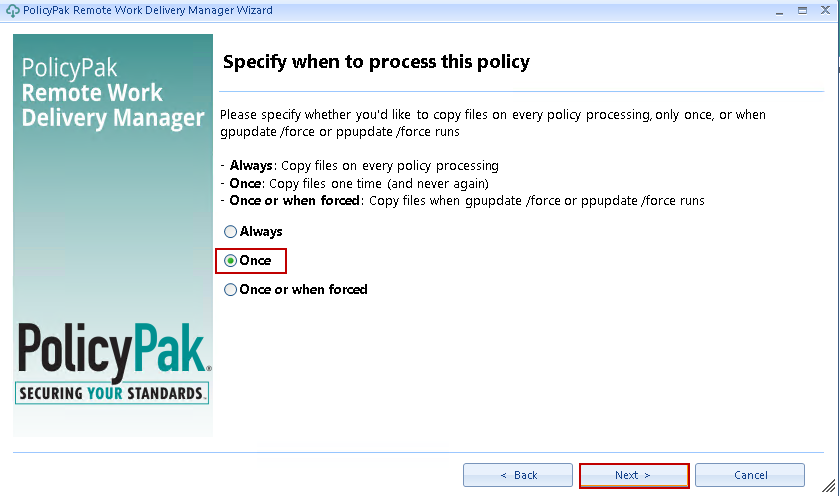 PolicyPak Remote Work Delivery Manager Wizard
PolicyPak
Remote Work
Delivery Manager
Specify when to process this policy
Please specify whether you'd like to copy files on every policy processing, only once, or when
gpupdate /force or ppupdate /force runs
- Always: Copy files on every policy processing
- Once: Copy files one time (and never again)
- Once or when forced: Copy files when gpupdate /force or ppupdate /force runs
Always
Once
Once or when forced
PolicyPak®
SECURING YOUR STANDARDS™
< Back
Next >
Cancel